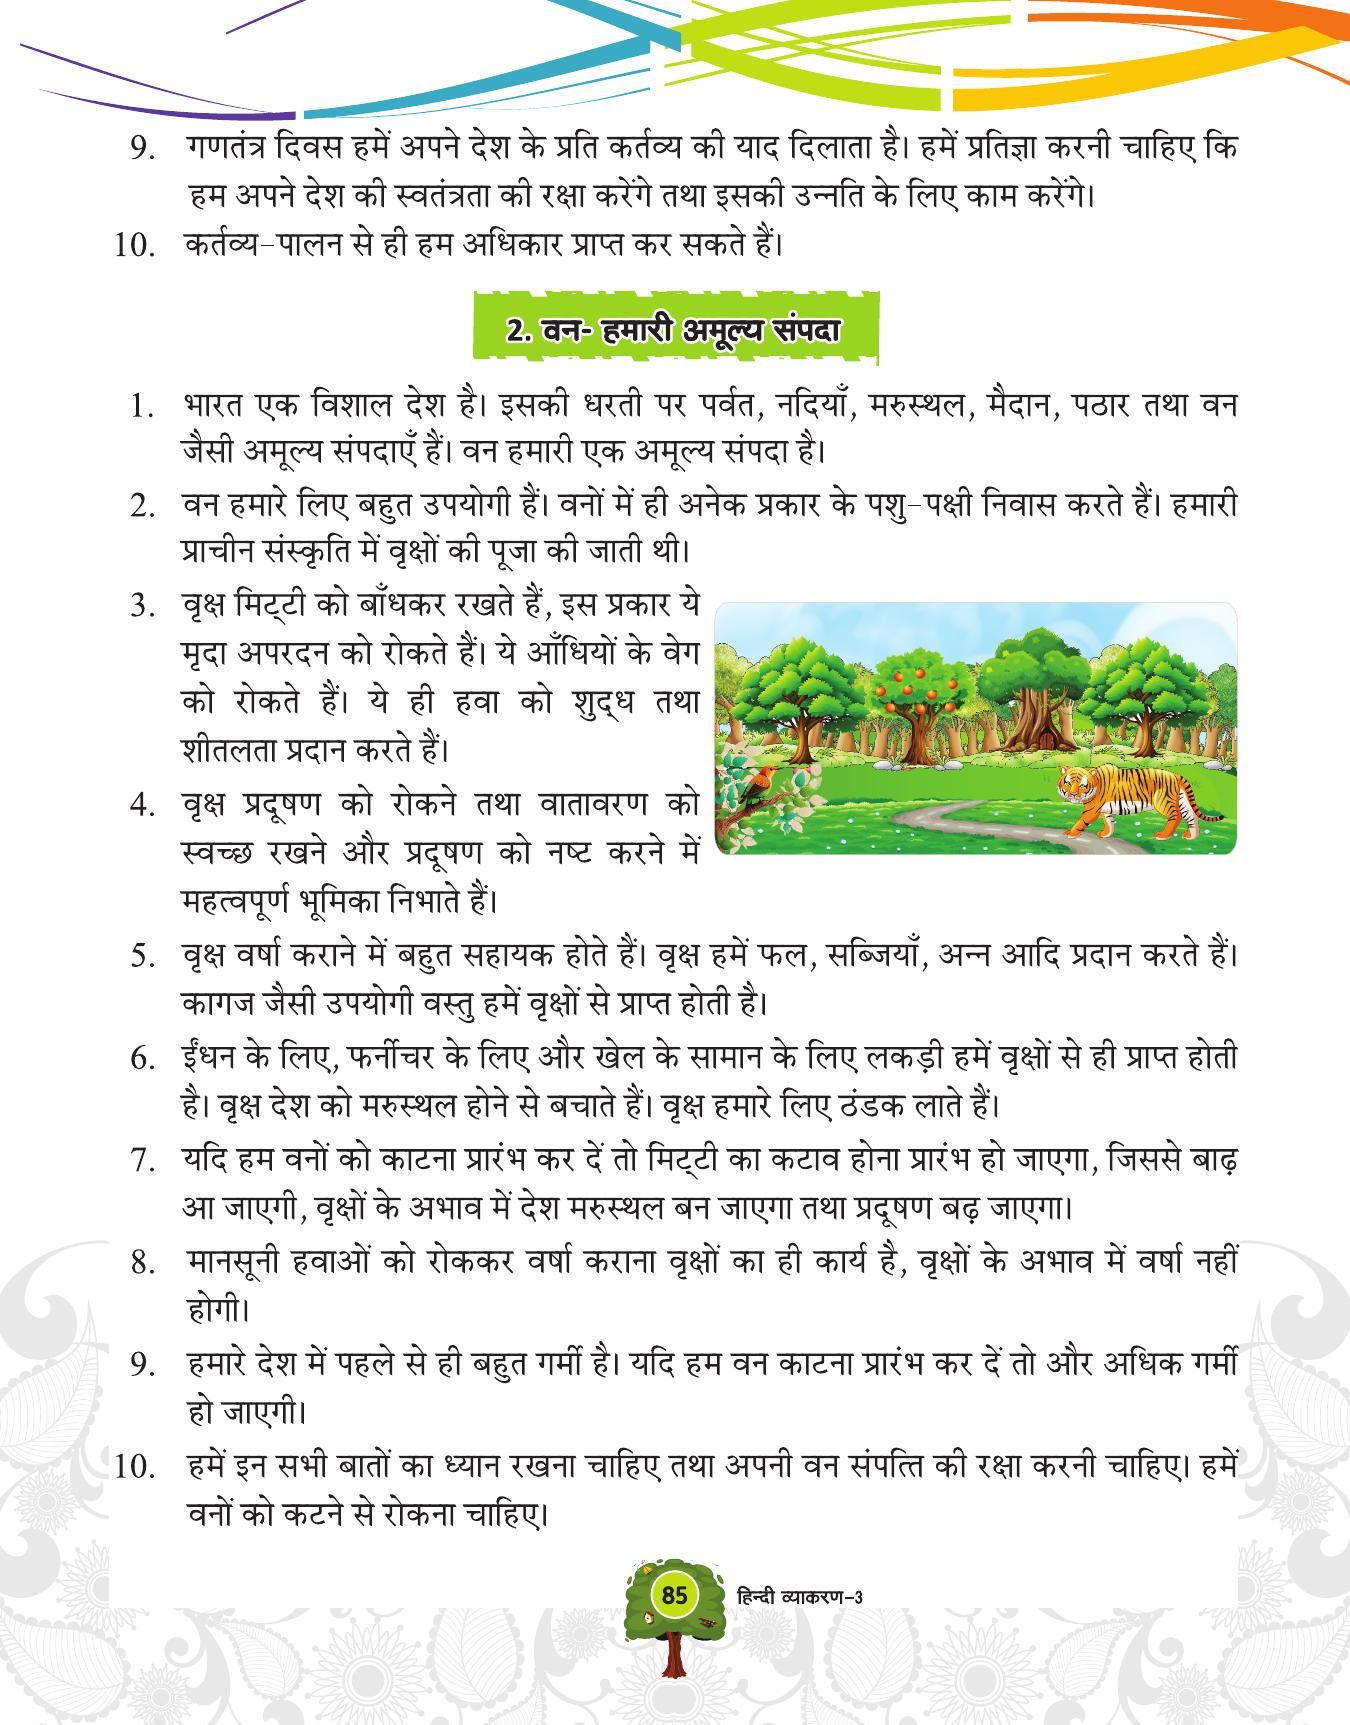 9. गणतंत्र दिवस हमें अपने देश के प्रति कर्तव्य की याद दिलाता है। हमें प्रतिज्ञा करनी चाहिए कि
हम अपने देश की स्वतंत्रता की रक्षा करेंगे तथा इसकी उन्नति के लिए काम करेंगे।
10. कर्तव्य-पालन से ही हम अधिकार प्राप्त कर सकते हैं।
2. वन- हमारी अमूल्य संपदा
1. भारत एक विशाल देश है। इसकी धरती पर पर्वत, नदियाँ, मरुस्थल, मैदान, पठार तथा वन
जैसी अमूल्य संपदाएँ हैं। वन हमारी एक अमूल्य संपदा है।
2. वन हमारे लिए बहुत उपयोगी हैं। वनों में ही अनेक प्रकार के पशु-पक्षी निवास करते हैं। हमारी
प्राचीन संस्कृति में वृक्षों की पूजा की जाती थी।
3. वृक्ष मिट्टी को बाँधकर रखते हैं, इस प्रकार ये
मृदा अपरदन को रोकते हैं। ये आँधियों के वेग
को रोकते हैं। ये ही हवा को शुद्ध तथा
शीतलता प्रदान करते हैं।
4. वृक्ष प्रदूषण को रोकने तथा वातावरण को
स्वच्छ रखने और प्रदूषण को नष्ट करने में
महत्वपूर्ण भूमिका निभाते हैं।
5. वृक्ष वर्षा कराने में बहुत सहायक होते हैं। वृक्ष हमें फल, सब्जियाँ, अन्न आदि प्रदान करते हैं।
कागज जैसी उपयोगी वस्तु हमें वृक्षों से प्राप्त होती है।
6. ईंधन के लिए, फर्नीचर के लिए और खेल के सामान के लिए लकड़ी हमें वृक्षों से ही प्राप्त होती
है। वृक्ष देश को मरुस्थल होने से बचाते हैं। वृक्ष हमारे लिए ठंडक लाते हैं।
7. यदि हम वनों को काटना प्रारंभ कर दें तो मिट्टी का कटाव होना प्रारंभ हो जाएगा, जिससे बाढ़
आ जाएगी, वृक्षों के अभाव में देश मरुस्थल बन जाएगा तथा प्रदूषण बढ़ जाएगा।
8. मानसूनी हवाओं को रोककर वर्षा कराना वृक्षों का ही कार्य है, वृक्षों के अभाव में वर्षा नहीं
होगी।
9. हमारे देश में पहले से ही बहुत गर्मी है। यदि हम वन काटना प्रारंभ कर दें तो और अधिक गर्मी
हो जाएगी।
10. हमें इन सभी बातों का ध्यान रखना चाहिए तथा अपनी वन संपत्ति की रक्षा करनी चाहिए। हमें
वनों को कटने से रोकना चाहिए।
85 हिन्दी व्याकरण-3